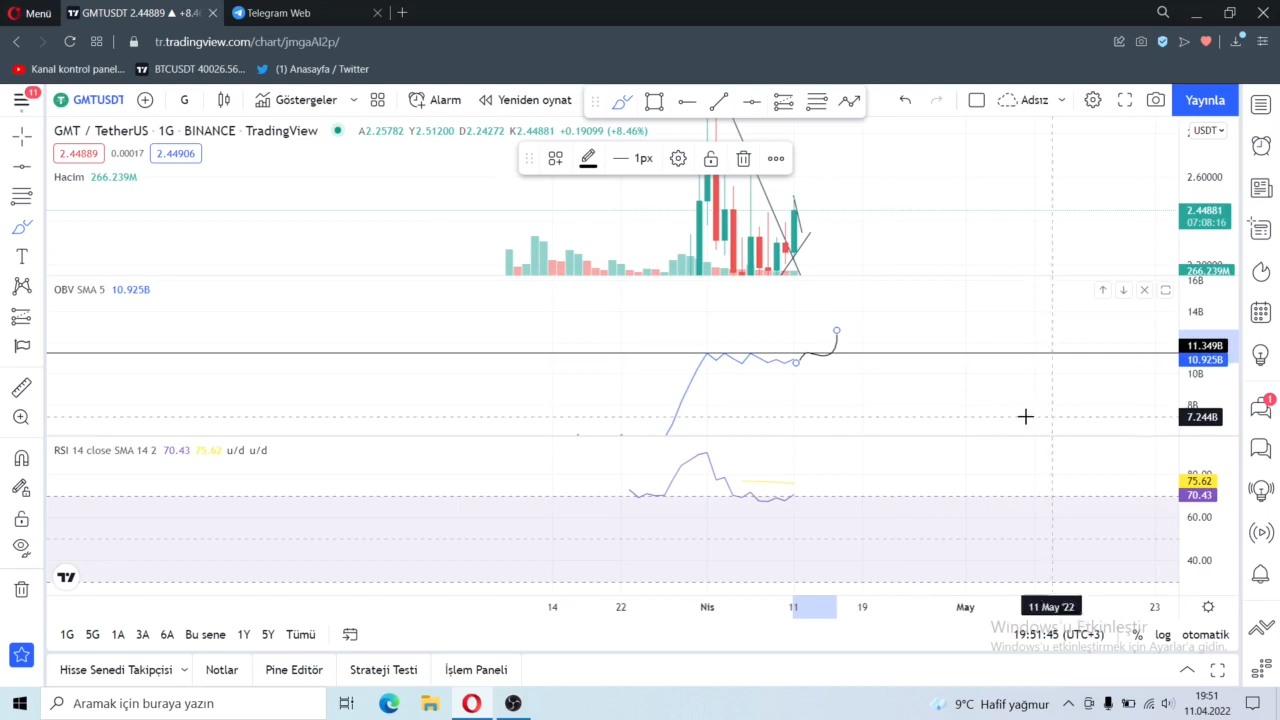 Menü
GMTUSDT 2.44889 ▲ +8.4
Telegram Web
tr.tradingview.com/chart/jmgaAI2p/
Kanal kontrol panel...
BTCUSDT 40026.56...
(1) Anasayfa / Twitter
11
GMTUSDT
G
Göstergeler
Alarm
Yeniden oynat
Adsız
Yayınla
GMT / TetherUS · 1G · BINANCE · TradingView
A2.25782 Y2.51200 D2.24272 K2.44881 +0.19099 (+8.46%)
USDT
2.44889
0.00017
2.44906
1px
Hacim 266.239M
2.60000
2.44881
07:08:16
266.239M
16B
OBV SMA 5 10.925B
14B
11.349B
10.925B
10B
8B
1
7.244B
RSI 14 close SMA 14 2 70.43 75.62 u/d u/d
80.00
75.62
70.43
60.00
40.00
14
22
Nis
11
19
May
11 May '22
23
1G
5G
1A
3A
6A
Bu sene
1Y
5Y
Tümü
Windows'u Etkinleştir
19:51:45 (UTC+3)
%
log
otomatik
Windows'u etkinleştirmek için Ayarlar'a gidin.
Hisse Senedi Takipçisi
Notlar
Pine Editör
Strateji Testi
İşlem Paneli
Aramak için buraya yazın
9°C Hafif yağmur
19:51
11.04.2022